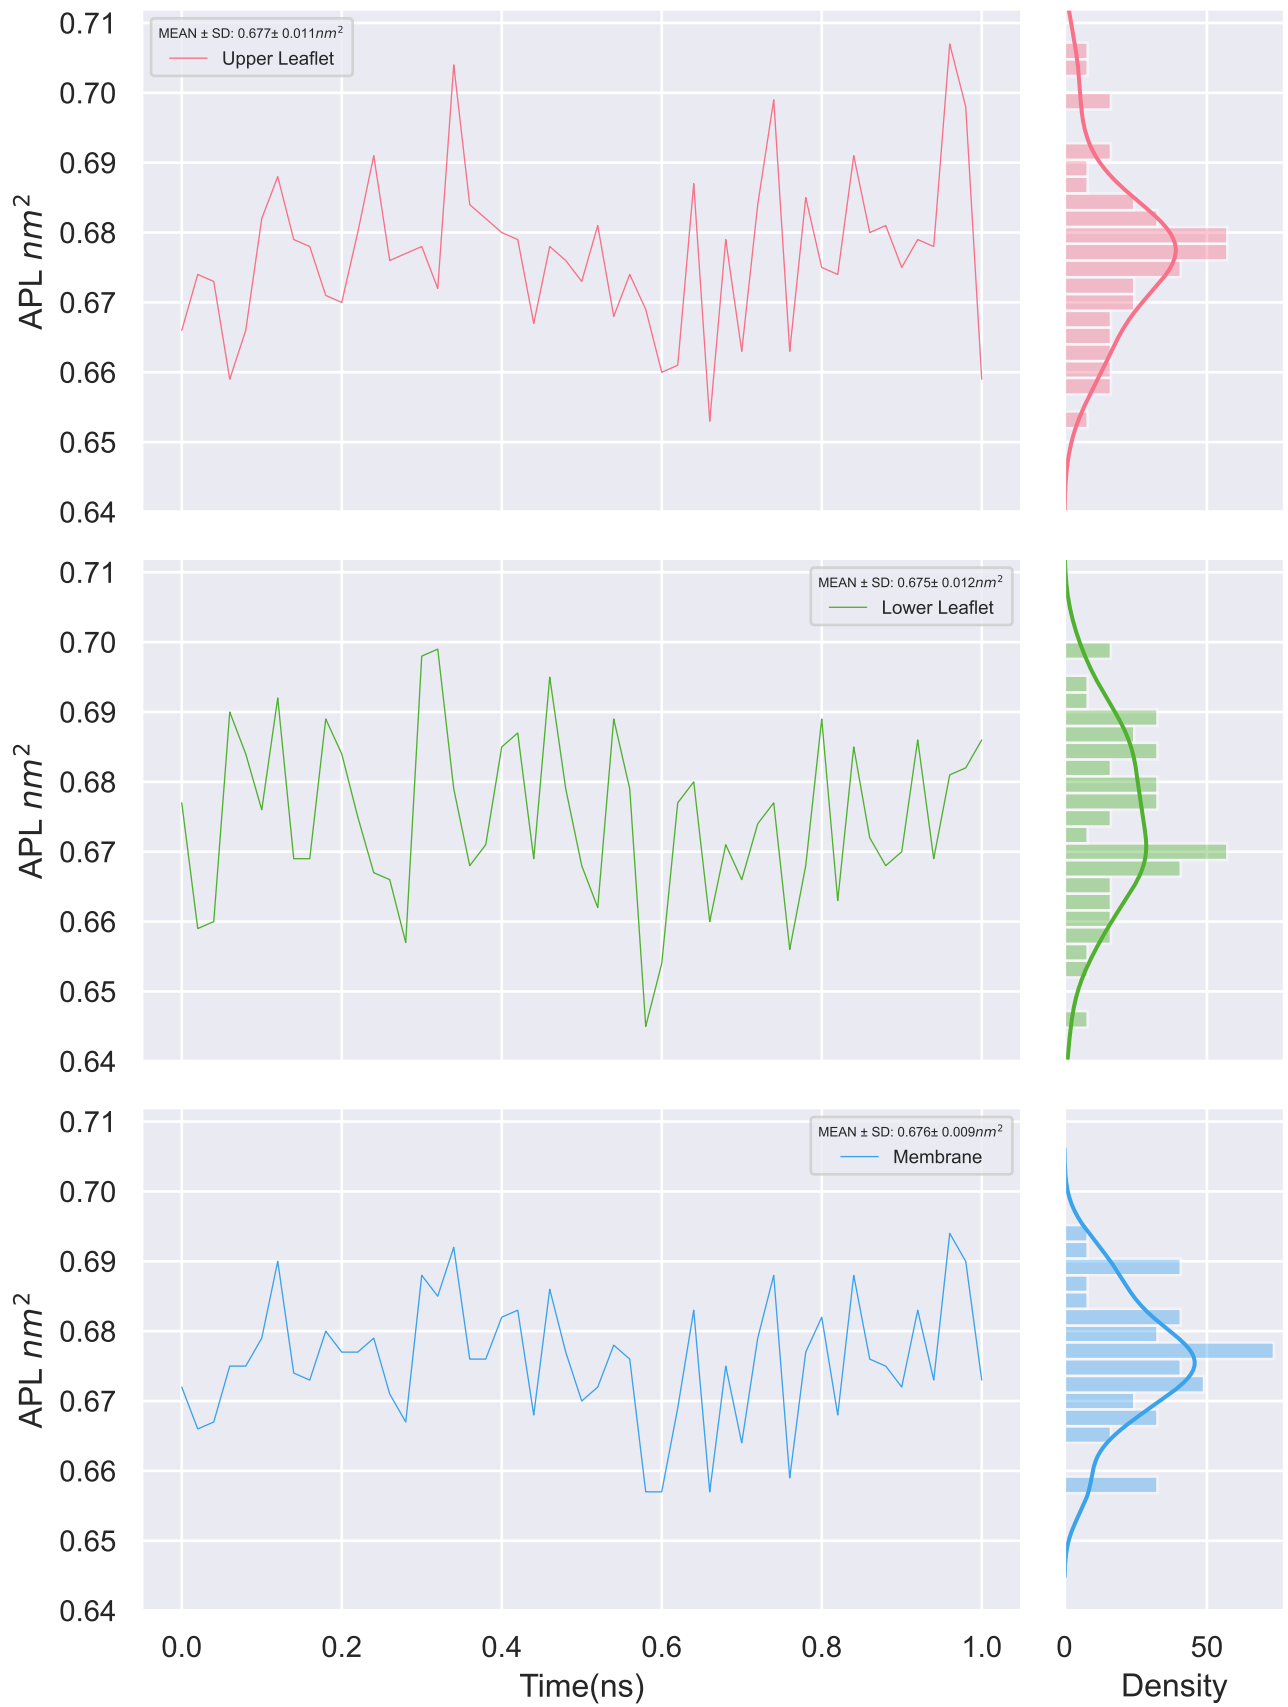 0.71
0.70
0.69
0.68
0.67
0.66
0.65
0.64
APL nm²
MEAN ± SD: 0.677± 0.011nm²
Upper Leaflet
0.71
0.70
0.69
0.68
0.67
0.66
0.65
0.64
APL nm²
MEAN ± SD: 0.675± 0.012nm²
Lower Leaflet
0.71
0.70
0.69
0.68
0.67
0.66
0.65
0.64
APL nm²
MEAN ± SD: 0.676± 0.009nm²
Membrane
0.0 0.2 0.4 0.6 0.8 1.0
Time(ns)
0 50
Density